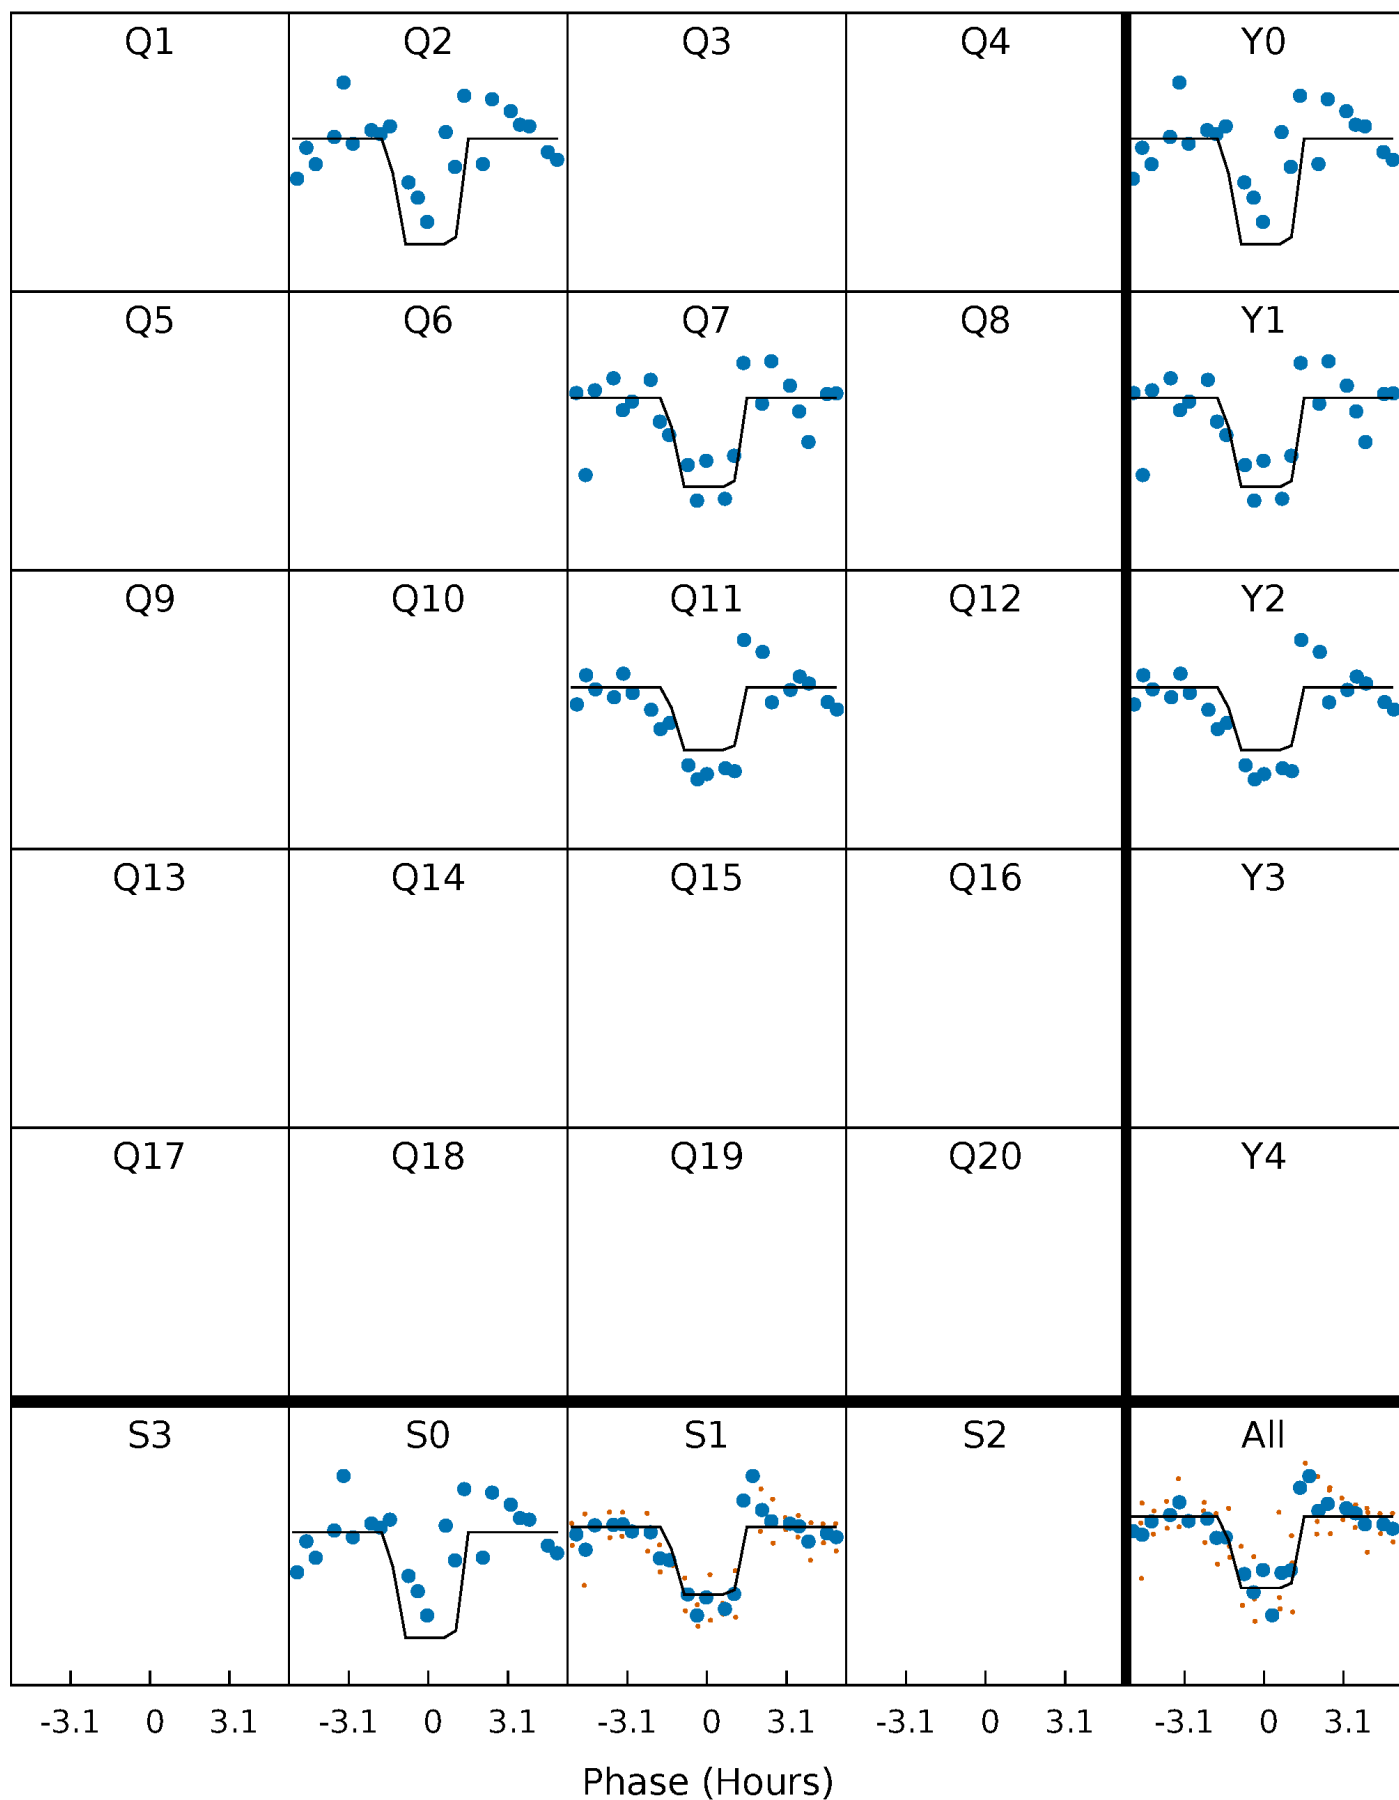 Q1 Q2 Q3 Q4 Y0
Q5 Q6 Q7 Q8 Y1
Q9 Q10 Q11 Q12 Y2
Q13 Q14 Q15 Q16 Y3
Q17 Q18 Q19 Q20 Y4
S3 S0 S1 S2 All
-3.1 0 3.1 -3.1 0 3.1 -3.1 0 3.1 -3.1 0 3.1 -3.1 0 3.1
Phase (Hours)